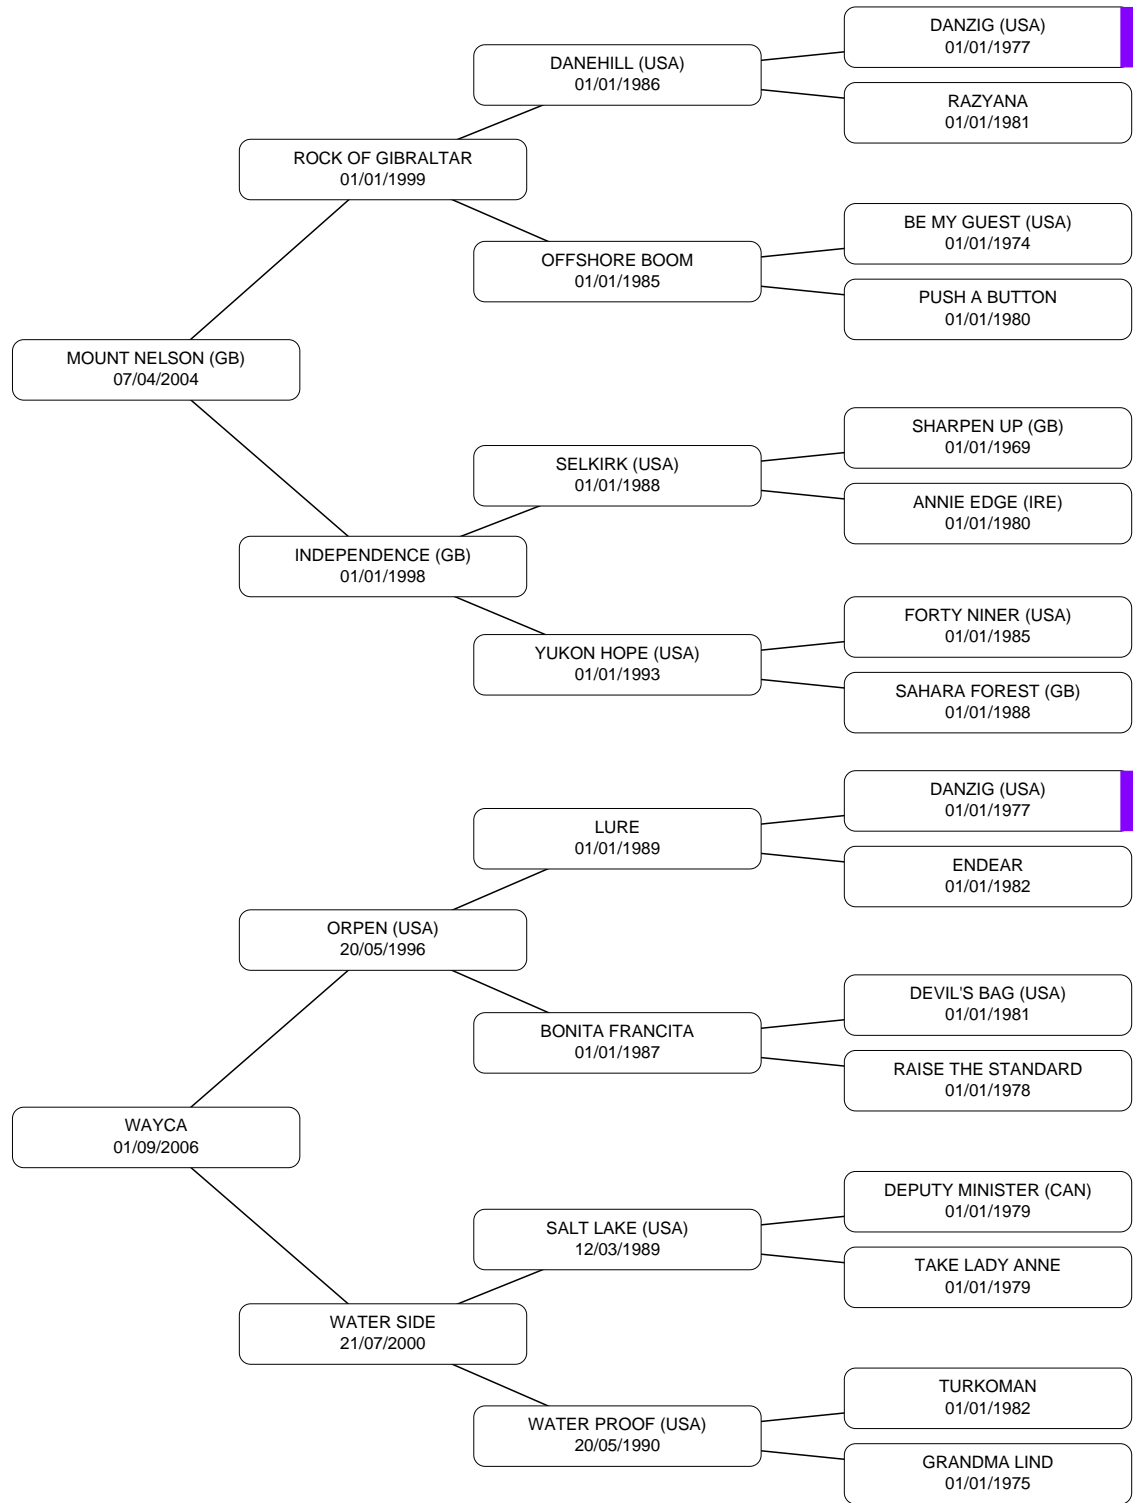 DANZIG (USA)
01/01/1977
DANEHILL (USA)
01/01/1986
RAZYANA
01/01/1981
ROCK OF GIBRALTAR
01/01/1999
BE MY GUEST (USA)
01/01/1974
OFFSHORE BOOM
01/01/1985
PUSH A BUTTON
01/01/1980
MOUNT NELSON (GB)
07/04/2004
SHARPEN UP (GB)
01/01/1969
SELKIRK (USA)
01/01/1988
ANNIE EDGE (IRE)
01/01/1980
INDEPENDENCE (GB)
01/01/1998
FORTY NINER (USA)
01/01/1985
YUKON HOPE (USA)
01/01/1993
SAHARA FOREST (GB)
01/01/1988
DANZIG (USA)
01/01/1977
LURE
01/01/1989
ENDEAR
01/01/1982
ORPEN (USA)
20/05/1996
DEVIL'S BAG (USA)
01/01/1981
BONITA FRANCITA
01/01/1987
RAISE THE STANDARD
01/01/1978
WAYCA
01/09/2006
DEPUTY MINISTER (CAN)
01/01/1979
SALT LAKE (USA)
12/03/1989
TAKE LADY ANNE
01/01/1979
WATER SIDE
21/07/2000
TURKOMAN
01/01/1982
WATER PROOF (USA)
20/05/1990
GRANDMA LIND
01/01/1975